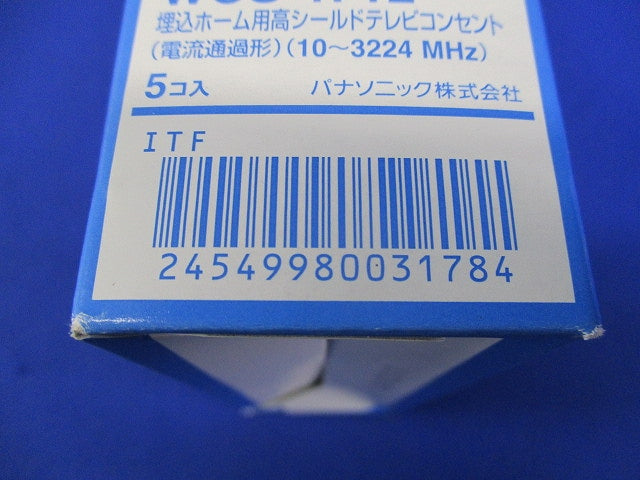 埋込ホーム用高シールドテレビコンセント
(電流通過形)(10～3224 MHz)
5コ入 パナソニック株式会社
ITF
24549980031784